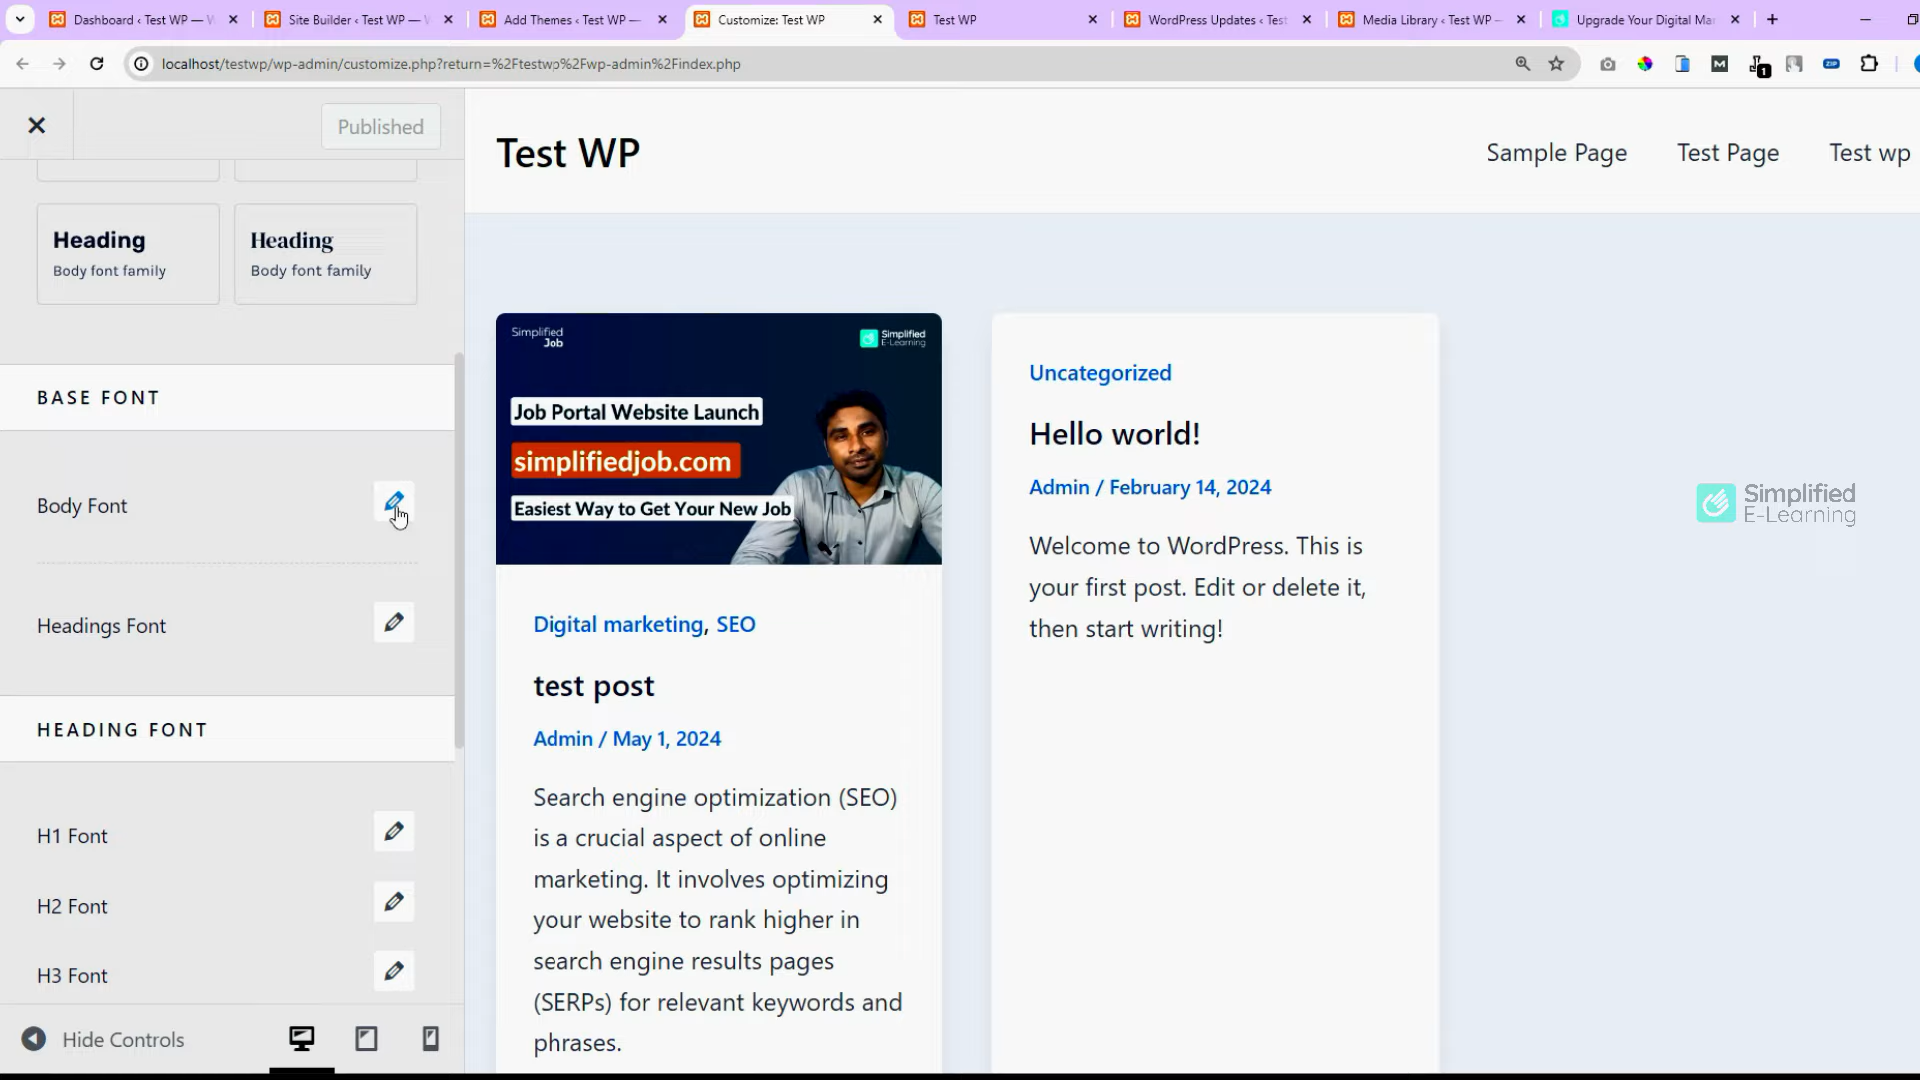 Dashboard ‹ Test WP — W
Site Builder ‹ Test WP — W
Add Themes ‹ Test WP —
Customize: Test WP
Test WP
WordPress Updates ‹ Test
Media Library ‹ Test WP –
Upgrade Your Digital Mar
localhost/testwp/wp-admin/customize.php?return=%2Ftestwp%2Fwp-admin%2Findex.php
M
1
ZIP
Published
Test WP
Sample Page
Test Page
Test wp
Heading
Body font family
Heading
Body font family
BASE FONT
Body Font
Headings Font
HEADING FONT
H1 Font
H2 Font
H3 Font
Hide Controls
Simplified
Job
Simplified
E-Learning
Job Portal Website Launch
simplifiedjob.com
Easiest Way to Get Your New Job
Digital marketing, SEO
test post
Admin / May 1, 2024
Search engine optimization (SEO)
is a crucial aspect of online
marketing. It involves optimizing
your website to rank higher in
search engine results pages
(SERPs) for relevant keywords and
phrases.
Uncategorized
Hello world!
Admin / February 14, 2024
Welcome to WordPress. This is
your first post. Edit or delete it,
then start writing!
Simplified
E-Learning